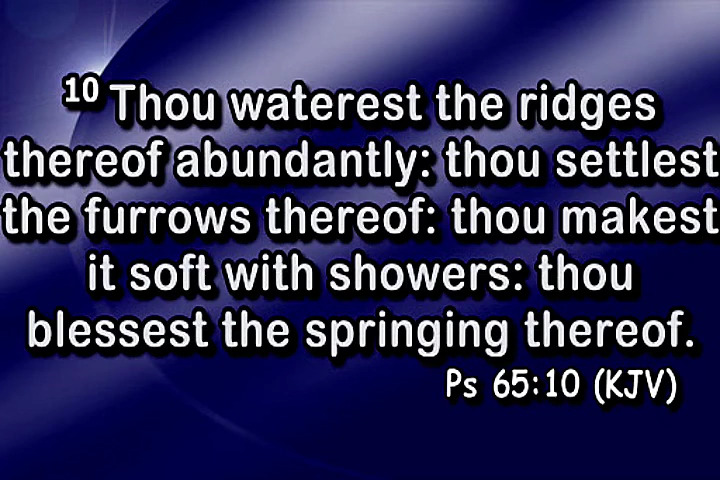 10 Thou waterest the ridges
thereof abundantly: thou settlest
the furrows thereof: thou makest
it soft with showers: thou
blessest the springing thereof.
Ps 65:10 (KJV)